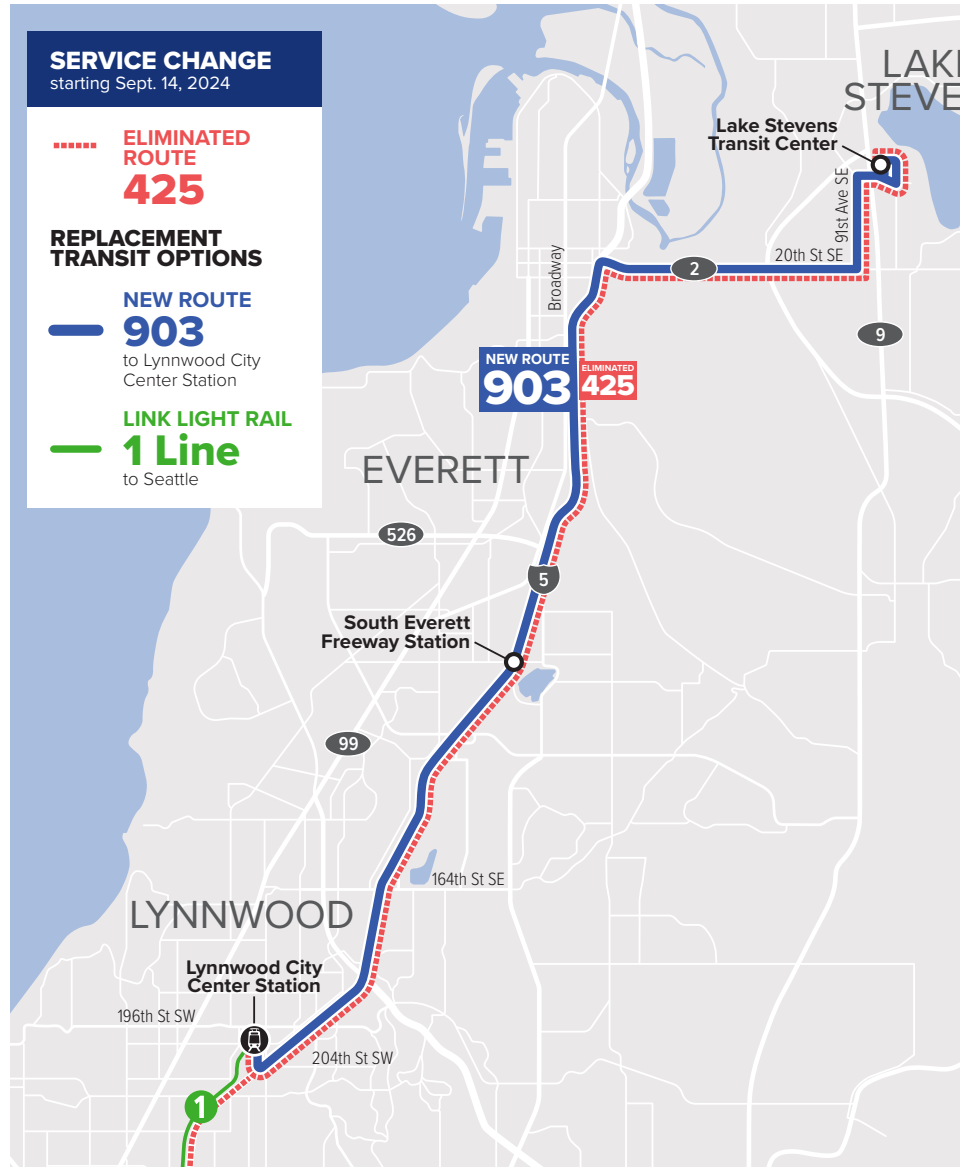 SERVICE CHANGE
starting Sept. 14, 2024
ELIMINATED
ROUTE
425
REPLACEMENT
TRANSIT OPTIONS
NEW ROUTE
903
to Lynnwood City
Center Station
LINK LIGHT RAIL
1 Line
to Seattle
LAKE
STEVE
Lake Stevens
Transit Center
91st Ave SE
20th St SE
2
Broadway
9
NEW ROUTE
903
ELIMINATED
425
EVERETT
526
5
South Everett
Freeway Station
99
164th St SE
LYNNWOOD
Lynnwood City
Center Station
196th St SW
204th St SW
1